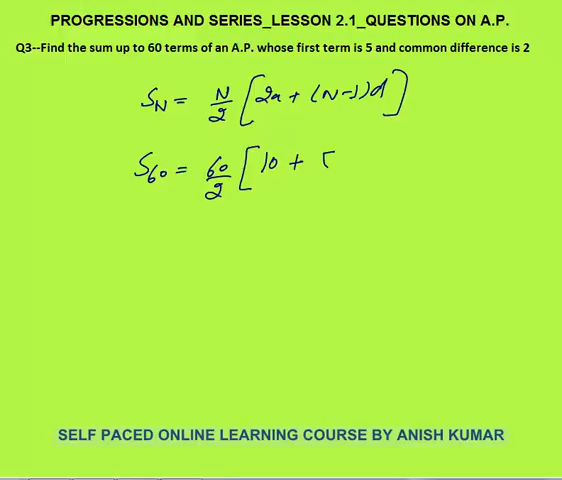 PROGRESSIONS AND SERIES_LESSON 2.1_QUESTIONS ON A.P.
Q3--Find the sum up to 60 terms of an A.P. whose first term is 5 and common difference is 2
S_N = N/2 [2a + (N-1)d]
S_60 = 60/2 [10 +
SELF PACED ONLINE LEARNING COURSE BY ANISH KUMAR